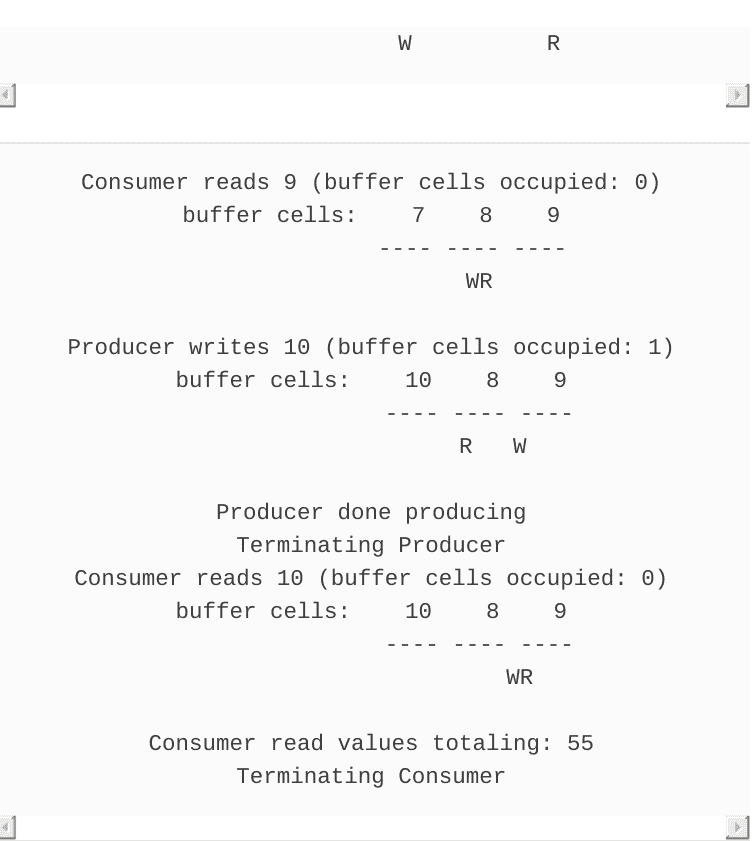 W R
Consumer reads 9 (buffer cells occupied: 0)
buffer cells: 7 8 9
---- ---- ----
WR
Producer writes 10 (buffer cells occupied: 1)
buffer cells: 10 8 9
---- ---- ----
R W
Producer done producing
Terminating Producer
Consumer reads 10 (buffer cells occupied: 0)
buffer cells: 10 8 9
---- ---- ----
WR
Consumer read values totaling: 55
Terminating Consumer